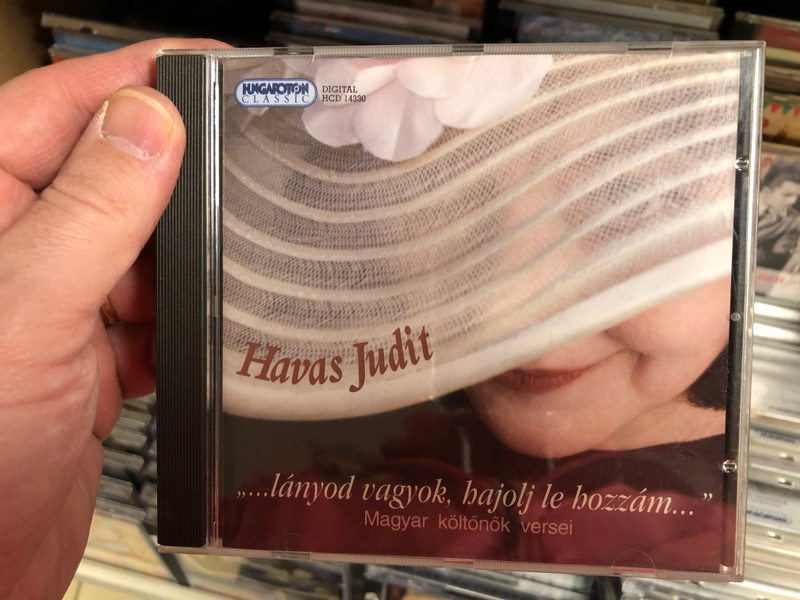 HUNGAROTON
CLASSIC
DIGITAL
HCD 14330
Havas Judit
„...lányod vagyok, hajolj le hozzám...”
Magyar költőnők versei